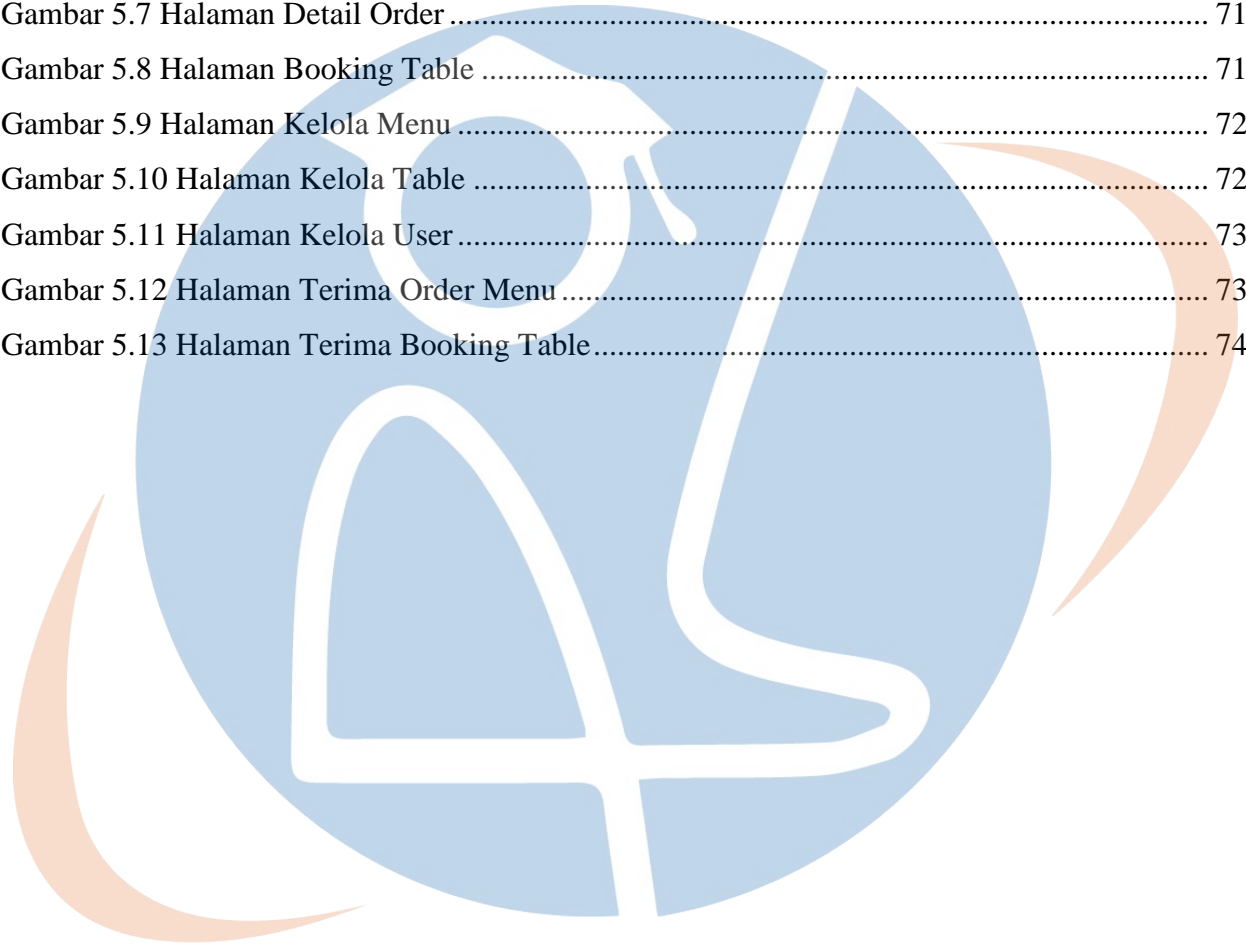 Gambar 5.7 Halaman Detail Order ............................................................................................... 71
Gambar 5.8 Halaman Booking Table ........................................................................................... 71
Gambar 5.9 Halaman Kelola Menu .............................................................................................. 72
Gambar 5.10 Halaman Kelola Table ............................................................................................ 72
Gambar 5.11 Halaman Kelola User .............................................................................................. 73
Gambar 5.12 Halaman Terima Order Menu ................................................................................. 73
Gambar 5.13 Halaman Terima Booking Table ............................................................................. 74